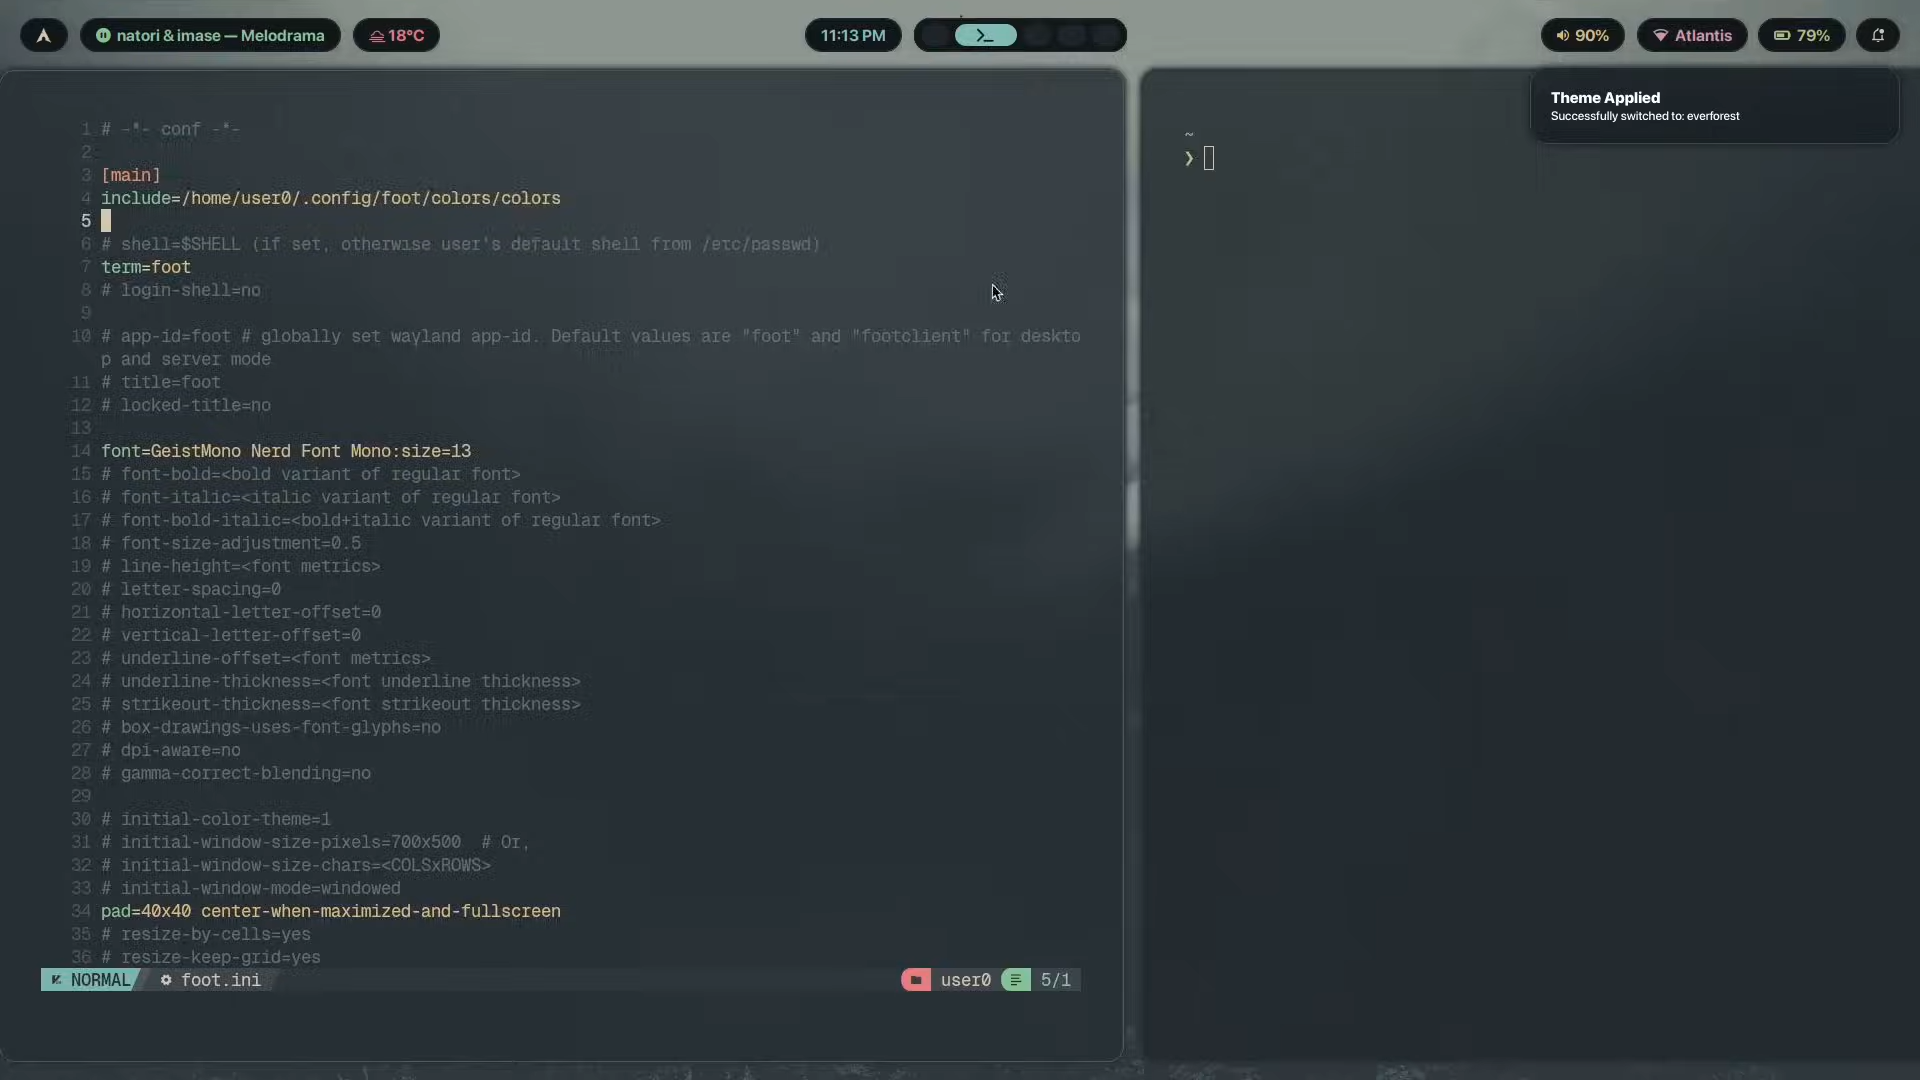 natori & imase — Melodrama
18°C
11:13 PM
90%
Atlantis
79%
Theme Applied
Successfully switched to: everforest
1 # -*- conf -*-
2
3 [main]
4 include=/home/user0/.config/foot/colors/colors
5
6 # shell=$SHELL (if set, otherwise user's default shell from /etc/passwd)
7 term=foot
8 # login-shell=no
9
10 # app-id=foot # globally set wayland app-id. Default values are "foot" and "footclient" for deskto
p and server mode
11 # title=foot
12 # locked-title=no
13
14 font=GeistMono Nerd Font Mono:size=13
15 # font-bold=<bold variant of regular font>
16 # font-italic=<italic variant of regular font>
17 # font-bold-italic=<bold+italic variant of regular font>
18 # font-size-adjustment=0.5
19 # line-height=<font metrics>
20 # letter-spacing=0
21 # horizontal-letter-offset=0
22 # vertical-letter-offset=0
23 # underline-offset=<font metrics>
24 # underline-thickness=<font underline thickness>
25 # strikeout-thickness=<font strikeout thickness>
26 # box-drawings-uses-font-glyphs=no
27 # dpi-aware=no
28 # gamma-correct-blending=no
29
30 # initial-color-theme=1
31 # initial-window-size-pixels=700x500  # Or,
32 # initial-window-size-chars=<COLSxROWS>
33 # initial-window-mode=windowed
34 pad=40x40 center-when-maximized-and-fullscreen
35 # resize-by-cells=yes
36 # resize-keep-grid=yes
NORMAL foot.ini user0 5/1
~
❯